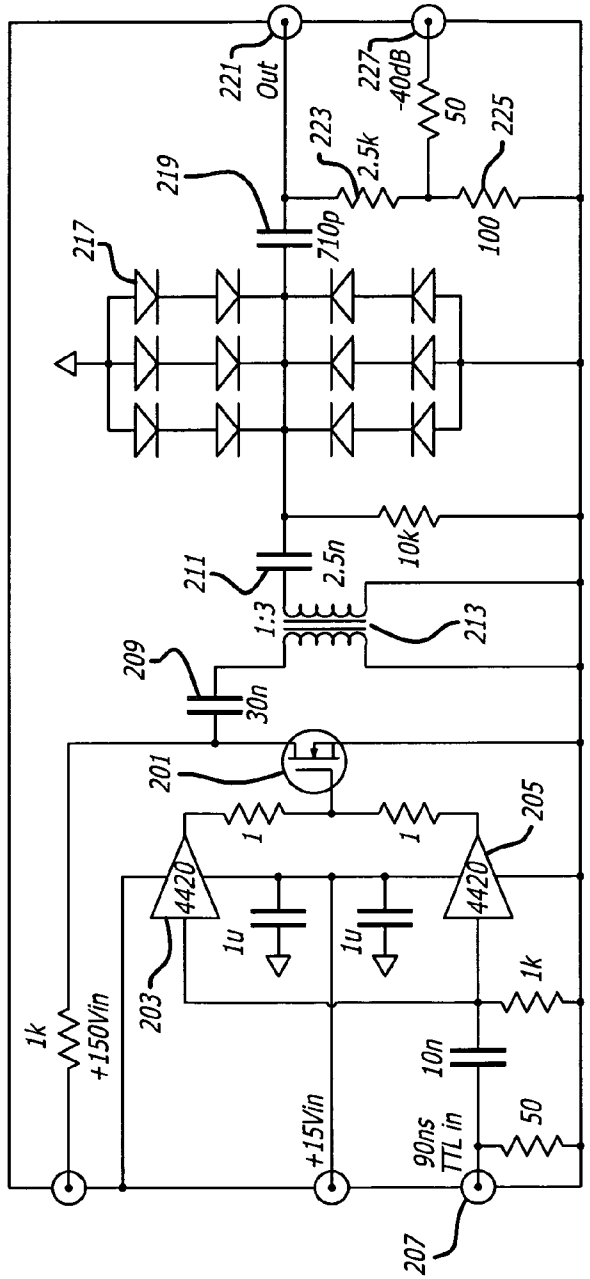 1k
+150Vin
203
4420
1u
+15Vin
1u
90ns
TTL in
207
50
10n
1k
4420
205
1
1
201
209
30n
1:3
213
211
2.5n
10k
217
219
710p
223
2.5k
100
225
221
Out
227
-40dB
50